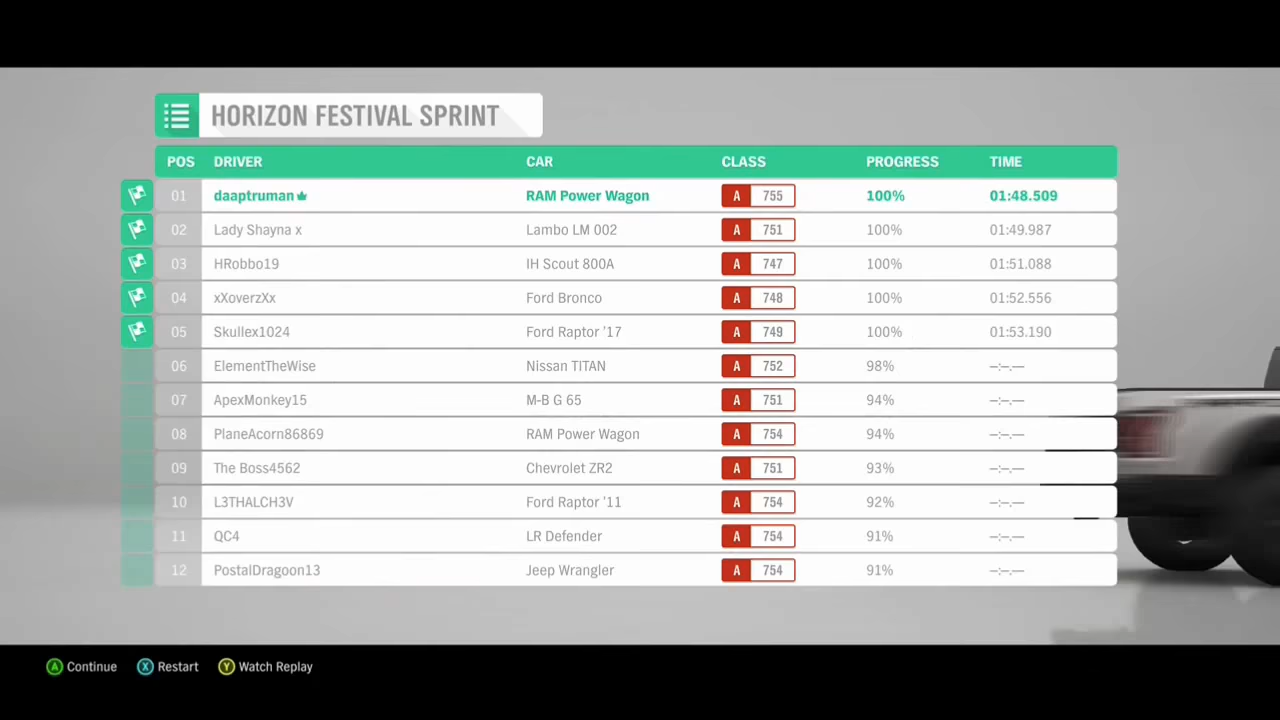 HORIZON FESTIVAL SPRINT
POS DRIVER CAR CLASS PROGRESS TIME
01 daaptruman RAM Power Wagon A 755 100% 01:48.509
02 Lady Shayna x Lambo LM 002 A 751 100% 01:49.987
03 HRobbo19 IH Scout 800A A 747 100% 01:51.088
04 xXoverzXx Ford Bronco A 748 100% 01:52.556
05 Skullex1024 Ford Raptor '17 A 749 100% 01:53.190
06 ElementTheWise Nissan TITAN A 752 98% --:--.---
07 ApexMonkey15 M-B G 65 A 751 94% --:--.---
08 PlaneAcorn86869 RAM Power Wagon A 754 94% --:--.---
09 The Boss4562 Chevrolet ZR2 A 751 93% --:--.---
10 L3THALCH3V Ford Raptor '11 A 754 92% --:--.---
11 QC4 LR Defender A 754 91% --:--.---
12 PostalDragoon13 Jeep Wrangler A 754 91% --:--.---
A Continue X Restart Y Watch Replay